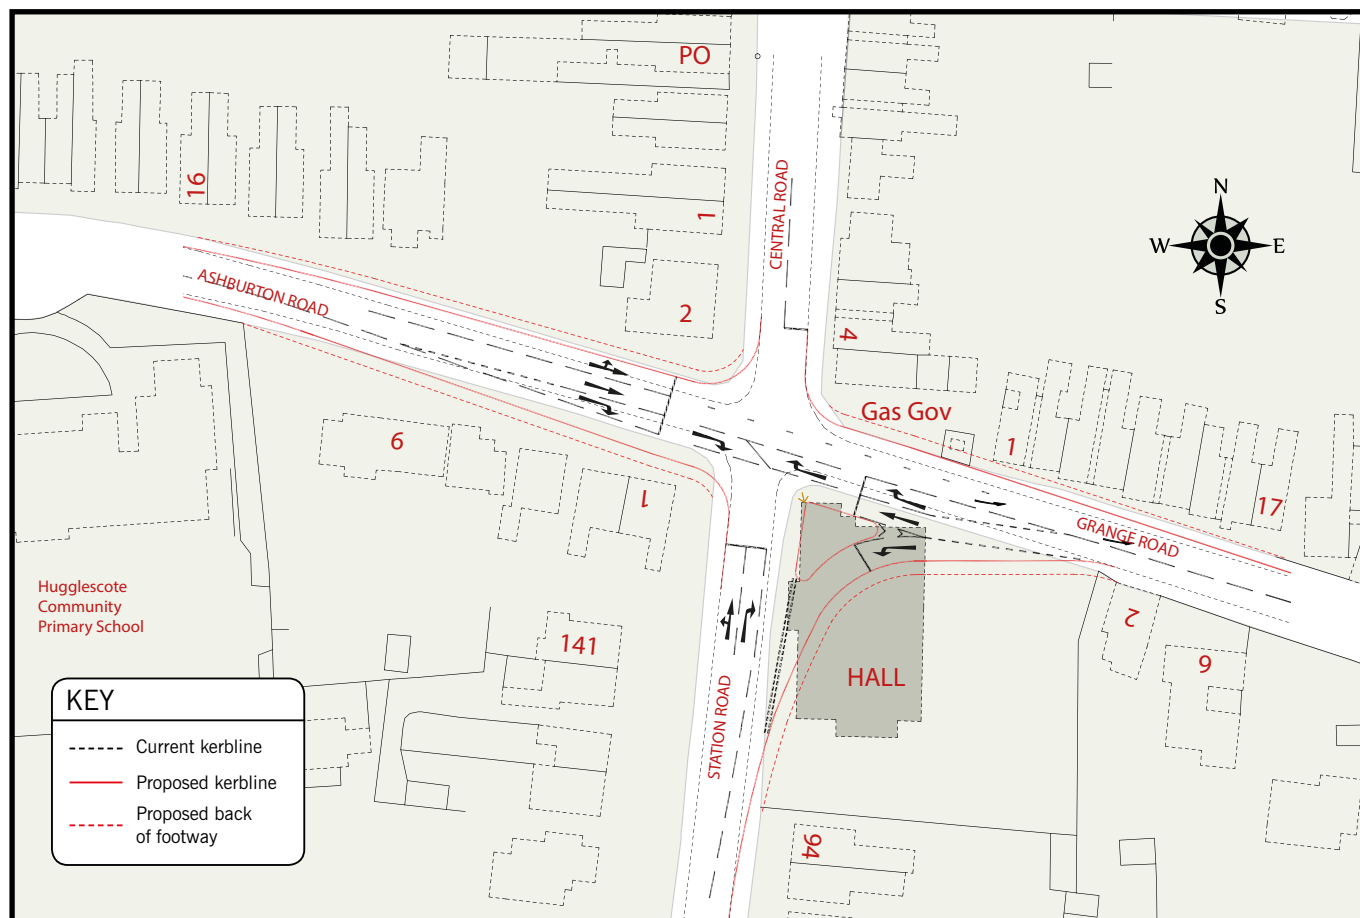 PO
16
1
CENTRAL ROAD
N
W
E
S
ASHBURTON ROAD
2
4
Gas Gov
1
6
1
17
GRANGE ROAD
Hugglescote
Community
Primary School
141
2
9
HALL
STATION ROAD
94
KEY
Current kerbline
Proposed kerbline
Proposed back
of footway